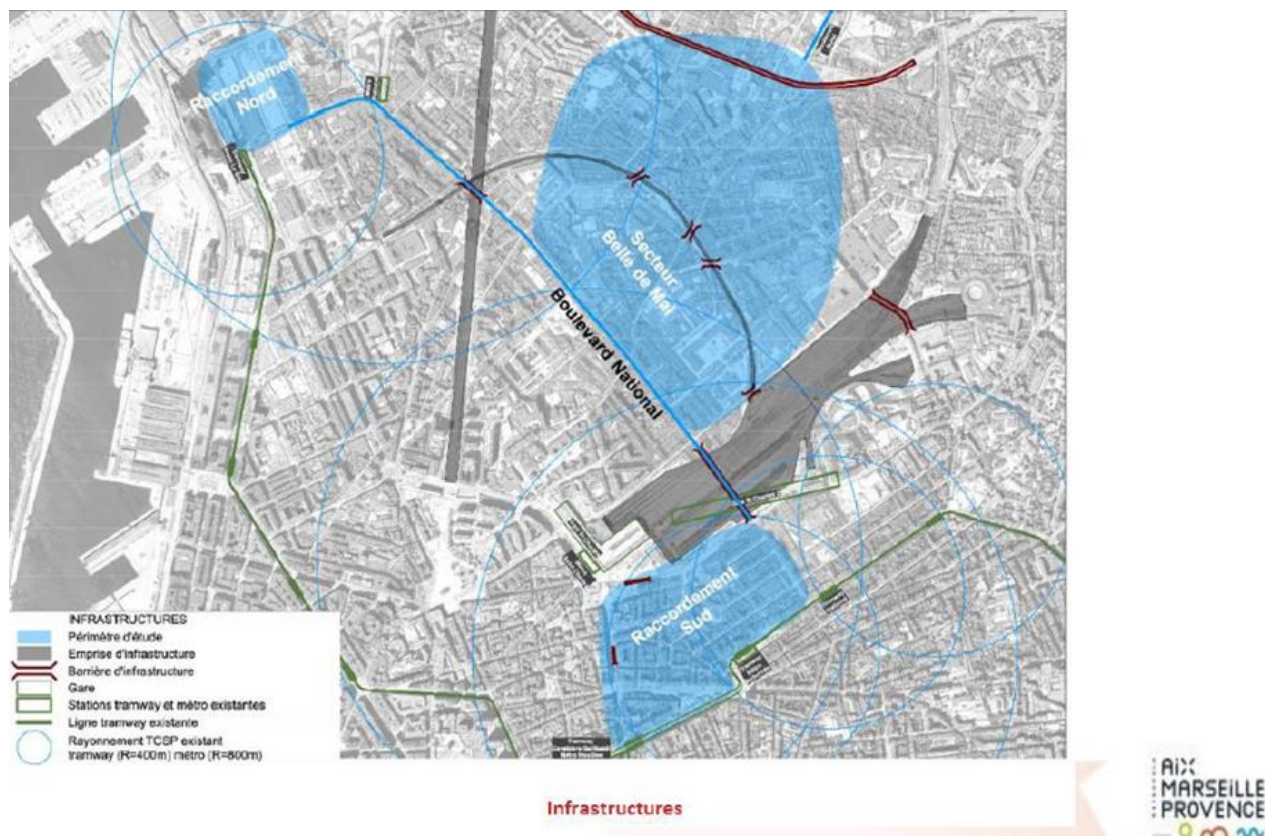 Raccordement
Nord
Secteur
Belle de Mai
Boulevard National
Raccordement
Sud
INFRASTRUCTURES
Périmètre d'étude
Emprise d'infrastructure
Barrière d'infrastructure
Gare
Stations tramway et métro existantes
Ligne tramway existante
Rayonnement TCSP existant
tramway (R=400m) métro (R=800m)
Infrastructures
AiX
MARSEILLE
PROVENCE